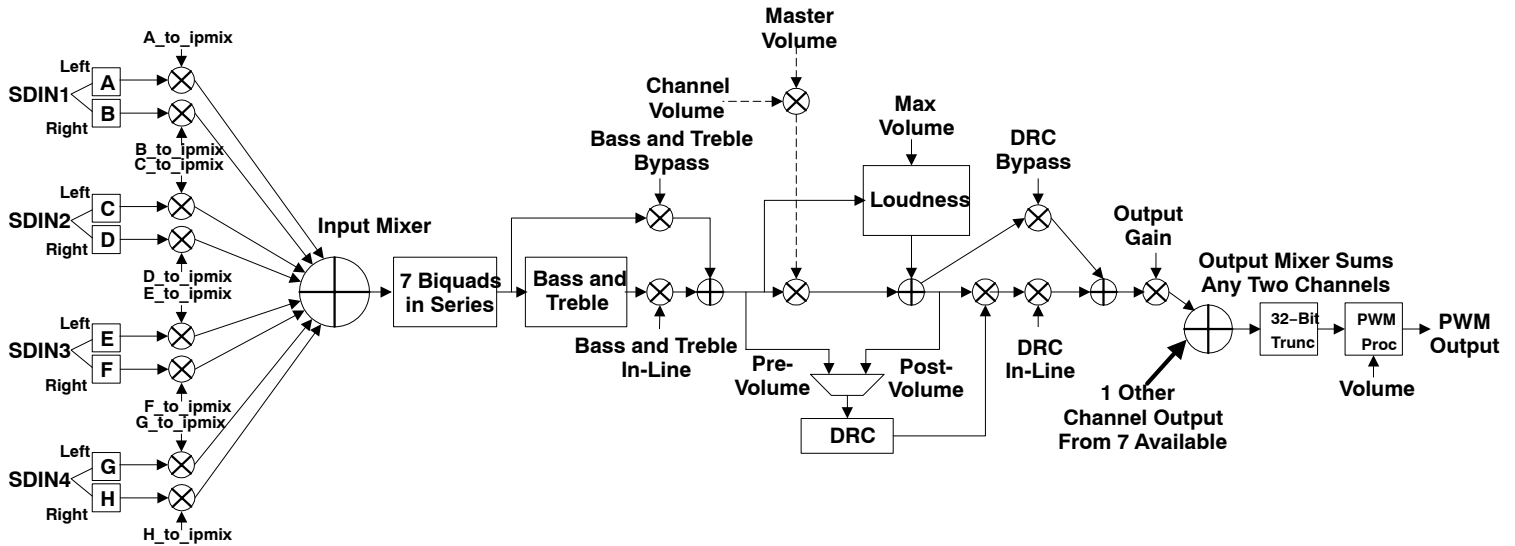 Master
Volume
A_to_ipmix
Left
SDIN1
A
B
Right
B_to_ipmix
C_to_ipmix
Left
SDIN2
C
D
Right
D_to_ipmix
E_to_ipmix
Left
SDIN3
E
F
Right
F_to_ipmix
G_to_ipmix
Left
SDIN4
G
H
Right
H_to_ipmix
Input Mixer
7 Biquads
in Series
Bass and
Treble
Channel
Volume
Bass and Treble
Bypass
Bass and Treble
In-Line
Max
Volume
Loudness
Pre-
Volume
Post-
Volume
DRC
DRC
Bypass
DRC
In-Line
Output
Gain
Output Mixer Sums
Any Two Channels
1 Other
Channel Output
From 7 Available
32−Bit
Trunc
PWM
Proc
Volume
PWM
Output